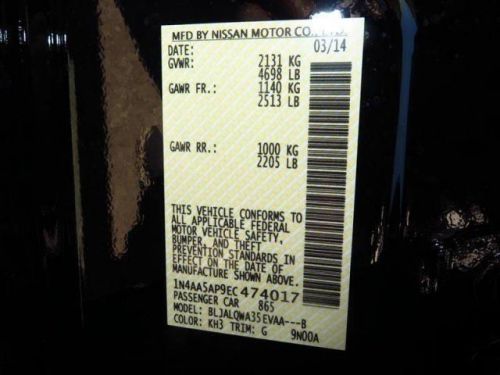 MFD BY NISSAN MOTOR CO., LTD.
DATE: 03/14
GVWR: 2131 KG
4698 LB
GAWR FR.: 1140 KG
2513 LB
GAWR RR.: 1000 KG
2205 LB
THIS VEHICLE CONFORMS TO
ALL APPLICABLE FEDERAL
MOTOR VEHICLE SAFETY,
BUMPER, AND THEFT
PREVENTION STANDARDS IN
EFFECT ON THE DATE OF
MANUFACTURE SHOWN ABOVE.
1N4AA5AP9EC474017
PASSENGER CAR 865
MODEL: BLJALQWA35EVAA---B
COLOR: KH3 TRIM: G 9N00A